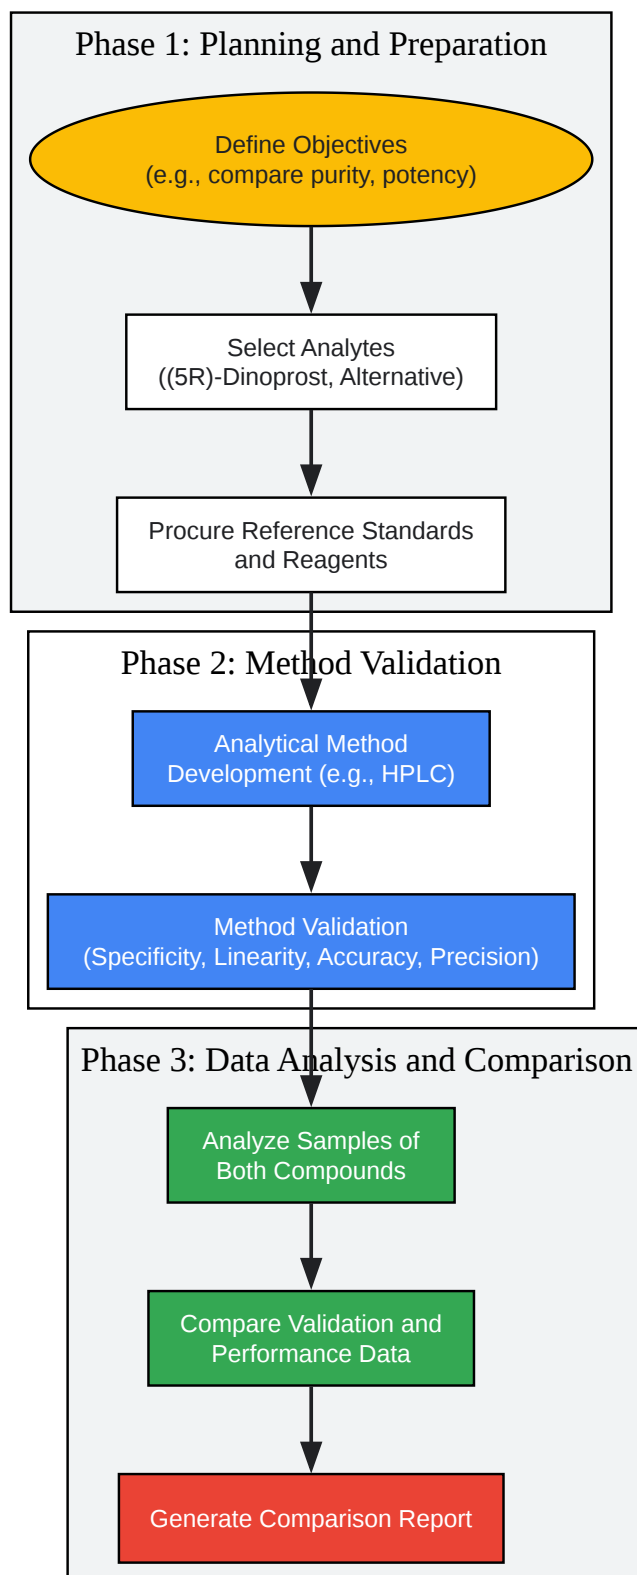 Phase 1: Planning and Preparation
Define Objectives
(e.g., compare purity, potency)
Select Analytes
((5R)-Dinoprost, Alternative)
Procure Reference Standards
and Reagents
Phase 2: Method Validation
Analytical Method
Development (e.g., HPLC)
Method Validation
(Specificity, Linearity, Accuracy, Precision)
Phase 3: Data Analysis and Comparison
Analyze Samples of
Both Compounds
Compare Validation and
Performance Data
Generate Comparison Report